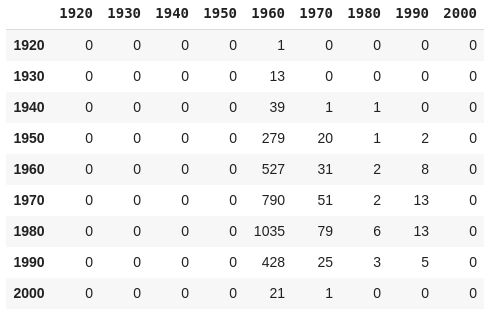 1920 1930 1940 1950 1960 1970 1980 1990 2000
1920 0 0 0 0 1 0 0 0 0
1930 0 0 0 0 13 0 0 0 0
1940 0 0 0 0 39 1 1 0 0
1950 0 0 0 0 279 20 1 2 0
1960 0 0 0 0 527 31 2 8 0
1970 0 0 0 0 790 51 2 13 0
1980 0 0 0 0 1035 79 6 13 0
1990 0 0 0 0 428 25 3 5 0
2000 0 0 0 0 21 1 0 0 0